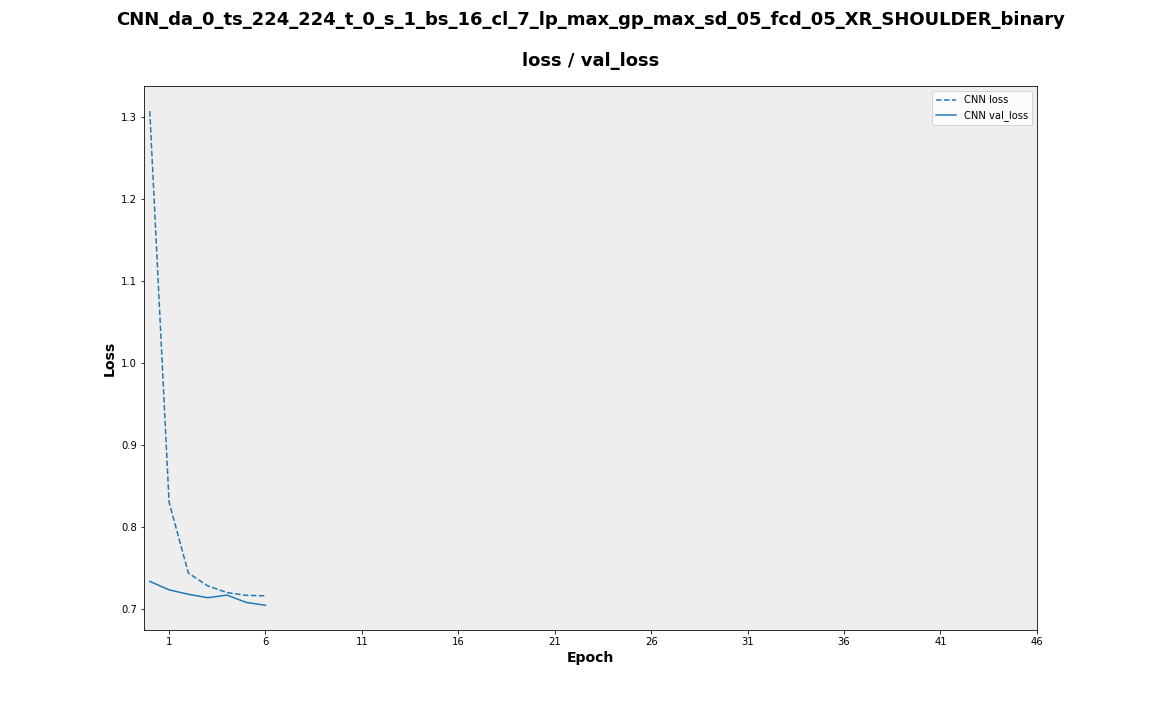 CNN_da_0_ts_224_224_t_0_s_1_bs_16_cl_7_lp_max_gp_max_sd_05_fcd_05_XR_SHOULDER_binary
loss / val_loss
CNN loss
CNN val_loss
1.3
1.2
1.1
1.0
0.9
0.8
0.7
Loss
1 6 11 16 21 26 31 36 41 46
Epoch